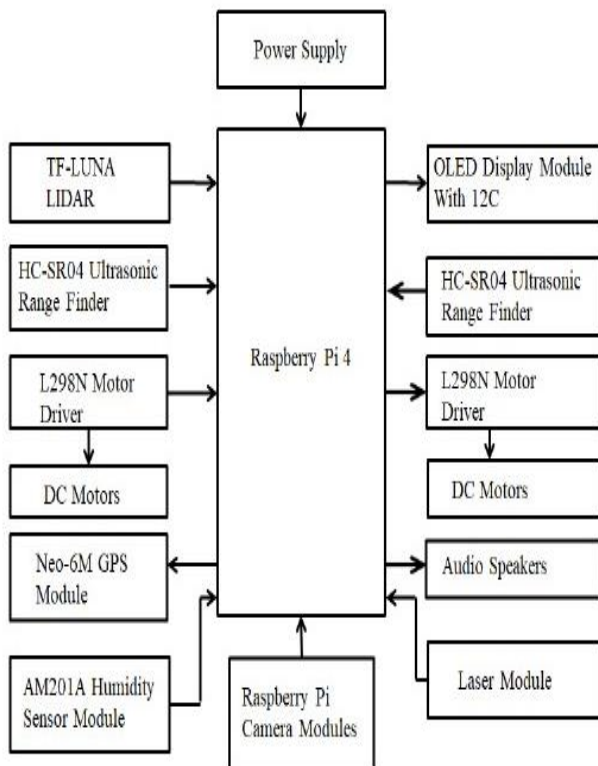 Power Supply
TF-LUNA
LIDAR
HC-SR04 Ultrasonic
Range Finder
L298N Motor
Driver
DC Motors
Neo-6M GPS
Module
AM201A Humidity
Sensor Module
Raspberry Pi 4
Raspberry Pi
Camera Modules
OLED Display Module
With 12C
HC-SR04 Ultrasonic
Range Finder
L298N Motor
Driver
DC Motors
Audio Speakers
Laser Module